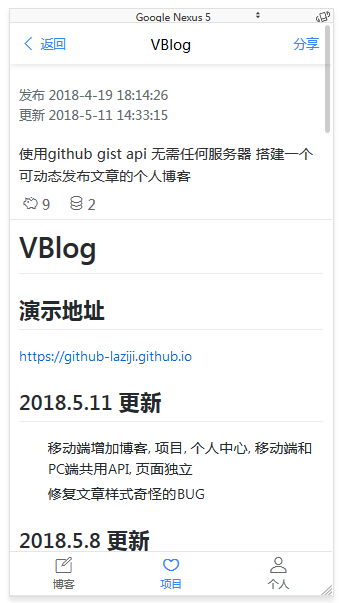 Google Nexus 5
返回
VBlog
分享
发布 2018-4-19 18:14:26
更新 2018-5-11 14:33:15
使用github gist api 无需任何服务器 搭建一个
可动态发布文章的个人博客
9
2
VBlog
演示地址
https://github-laziji.github.io
2018.5.11 更新
移动端增加博客, 项目, 个人中心, 移动端和
PC端共用API, 页面独立
修复文章样式奇怪的BUG
2018.5.8 更新
博客
项目
个人